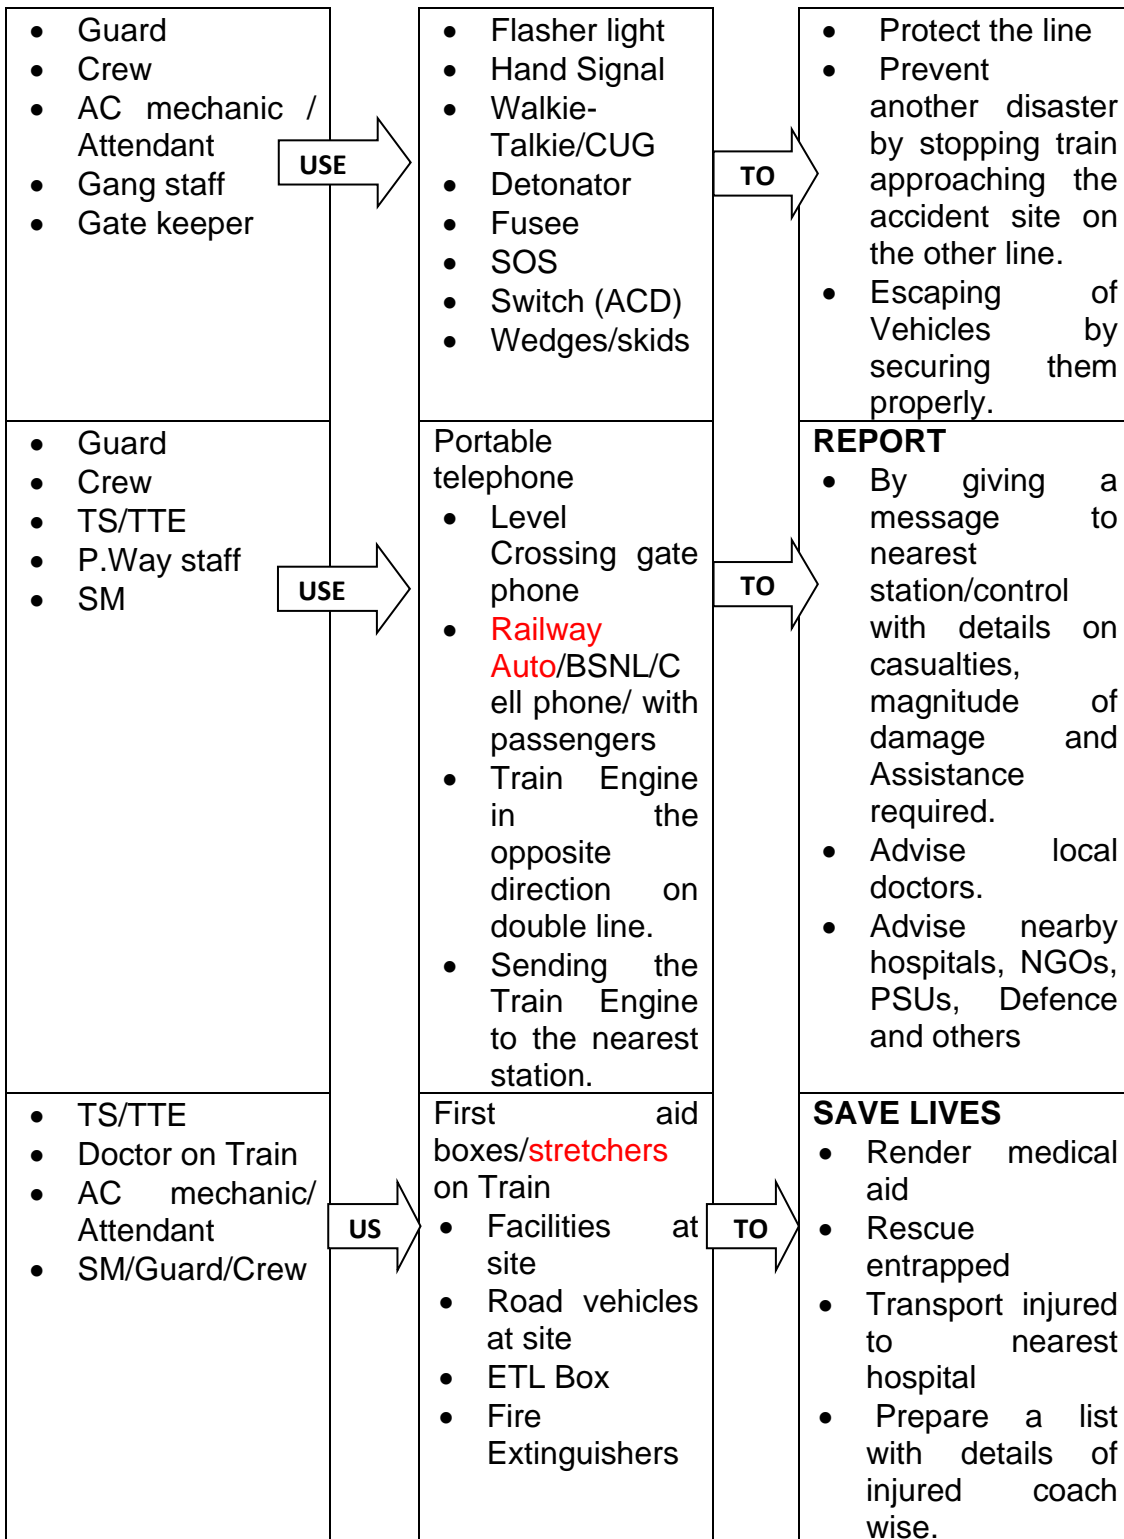 • Guard
• Crew
• AC mechanic /
Attendant
• Gang staff
• Gate keeper
USE
• Flasher light
• Hand Signal
• Walkie-
Talkie/CUG
• Detonator
• Fusee
• SOS
• Switch (ACD)
• Wedges/skids
TO
• Protect the line
• Prevent
another disaster
by stopping train
approaching the
accident site on
the other line.
• Escaping of
Vehicles by
securing them
properly.
• Guard
• Crew
• TS/TTE
• P.Way staff
• SM
USE
Portable
telephone
• Level
Crossing gate
phone
• Railway
Auto/BSNL/C
ell phone/ with
passengers
• Train Engine
in the
opposite
direction on
double line.
• Sending the
Train Engine
to the nearest
station.
TO
REPORT
• By giving a
message to
nearest
station/control
with details on
casualties,
magnitude of
damage and
Assistance
required.
• Advise local
doctors.
• Advise nearby
hospitals, NGOs,
PSUs, Defence
and others
• TS/TTE
• Doctor on Train
• AC mechanic/
Attendant
• SM/Guard/Crew
US
First aid
boxes/stretchers
on Train
• Facilities at
site
• Road vehicles
at site
• ETL Box
• Fire
Extinguishers
TO
SAVE LIVES
• Render medical
aid
• Rescue
entrapped
• Transport injured
to nearest
hospital
• Prepare a list
with details of
injured coach
wise.